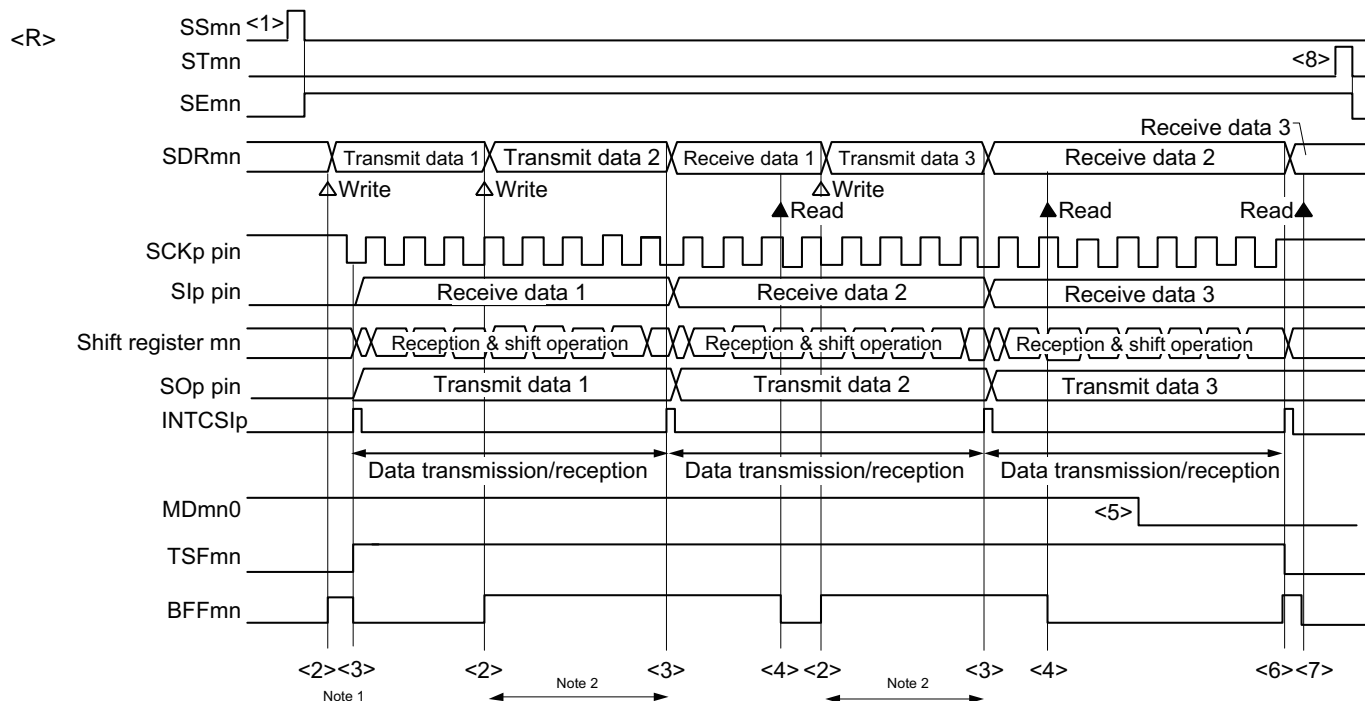 <R>
SSmn <1>
STmn <8>
SEmn
Receive data 3
SDRmn Transmit data 1 Transmit data 2 Receive data 1 Transmit data 3 Receive data 2
Write Write Write
Read Read Read
SCKp pin
SIp pin Receive data 1 Receive data 2 Receive data 3
Shift register mn Reception & shift operation Reception & shift operation Reception & shift operation
SOp pin Transmit data 1 Transmit data 2 Transmit data 3
INTCSIp
Data transmission/reception Data transmission/reception Data transmission/reception
MDmn0 <5>
TSFmn
BFFmn
<2> <3> <2> <3> <4> <2> <3> <4> <6> <7>
Note 1 Note 2 Note 2